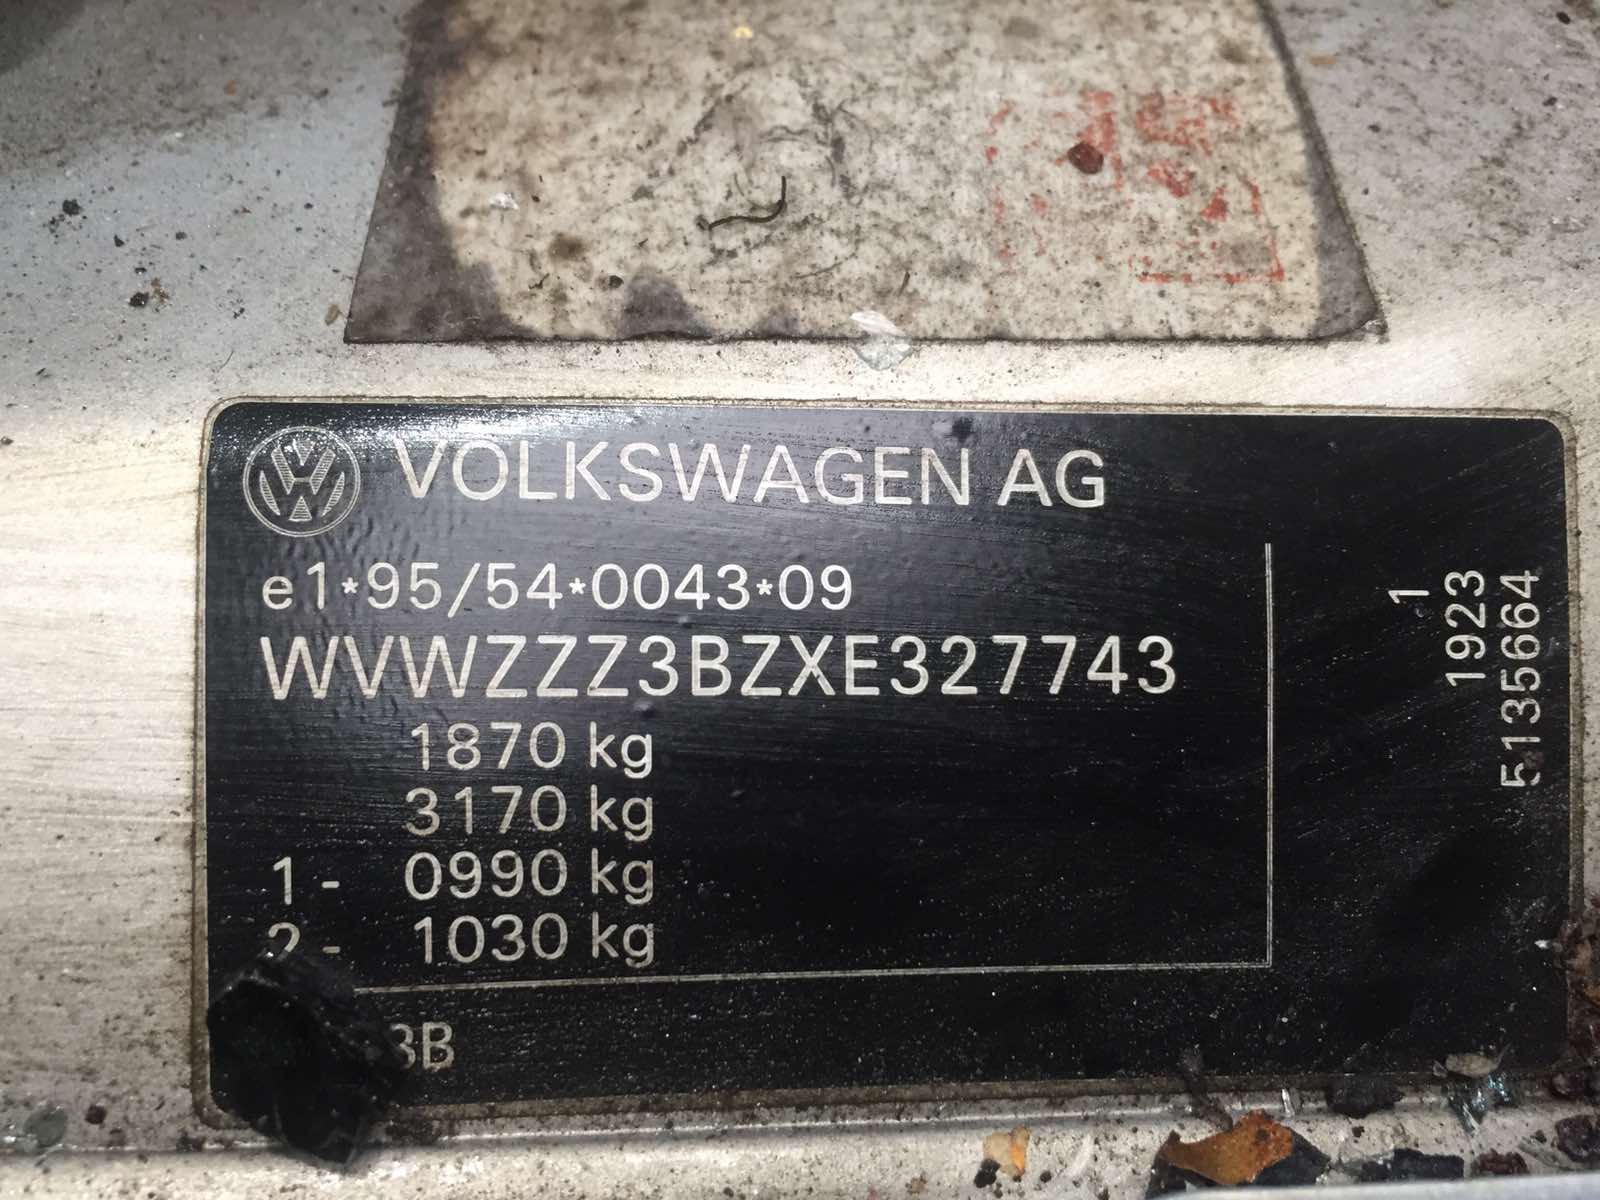 VOLKSWAGEN AG
e1*95/54*0043*09
WVWZZZ3BZXE327743
1870 kg
3170 kg
1 - 0990 kg
2 - 1030 kg
3B
1
1923
5135664